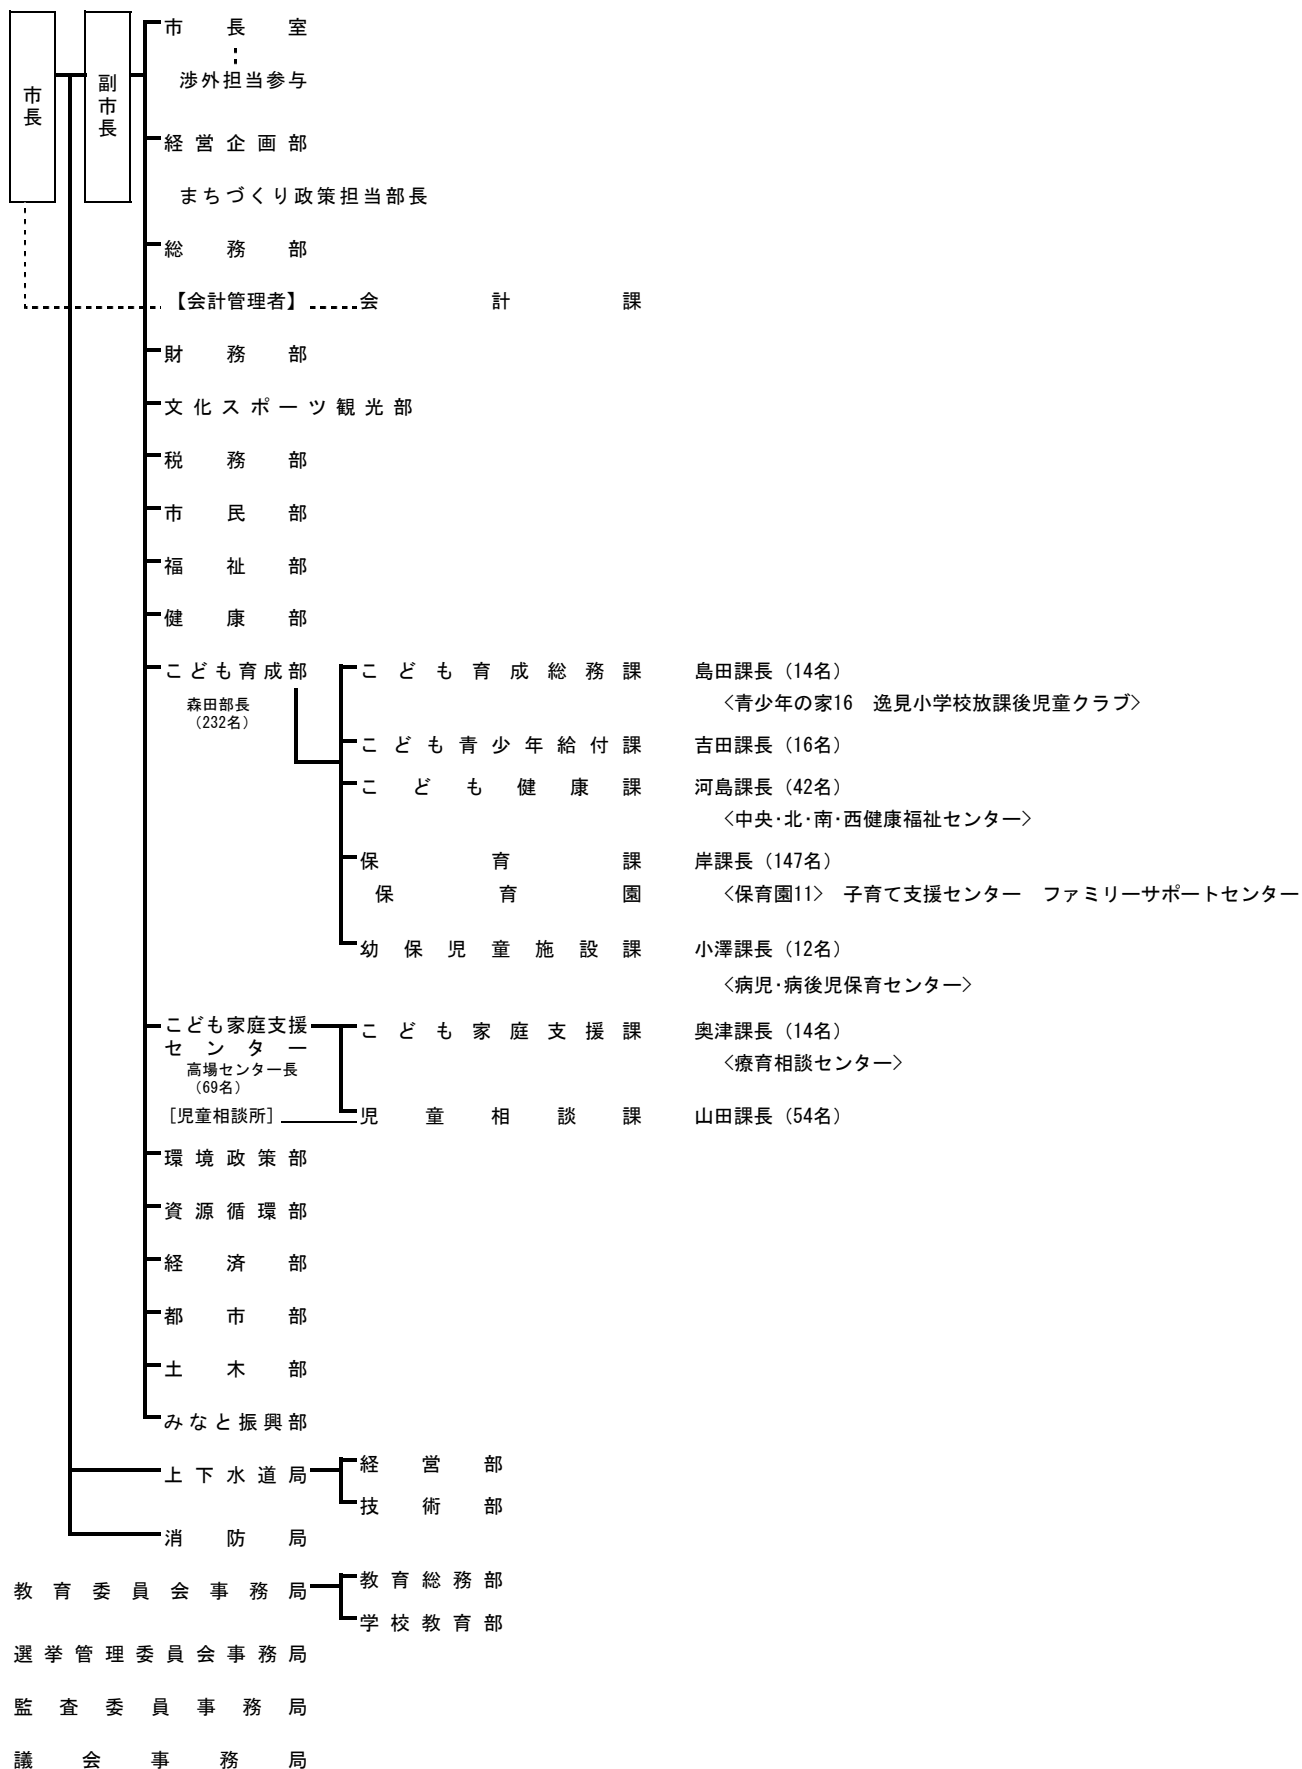 市長
副市長
市長室
渉外担当参与
経営企画部
まちづくり政策担当部長
総務部
【会計管理者】 会計課
財務部
文化スポーツ観光部
税務部
市民部
福祉部
健康部
こども育成部 こども育成総務課 島田課長（14名）
森田部長 〈青少年の家16 逸見小学校放課後児童クラブ〉
（232名）
こども青少年給付課 吉田課長（16名）
こども健康課 河島課長（42名）
〈中央･北･南･西健康福祉センター〉
保育課 岸課長（147名）
保育園 〈保育園11〉 子育て支援センター ファミリーサポートセンター
幼保児童施設課 小澤課長（12名）
〈病児･病後児保育センター〉
こども家庭支援 こども家庭支援課 奥津課長（14名）
センター
高場センター長 〈療育相談センター〉
（69名）
［児童相談所］ 児童相談課 山田課長（54名）
環境政策部
資源循環部
経済部
都市部
土木部
みなと振興部
上下水道局 経営部
技術部
消防局
教育委員会事務局 教育総務部
学校教育部
選挙管理委員会事務局
監査委員事務局
議会事務局